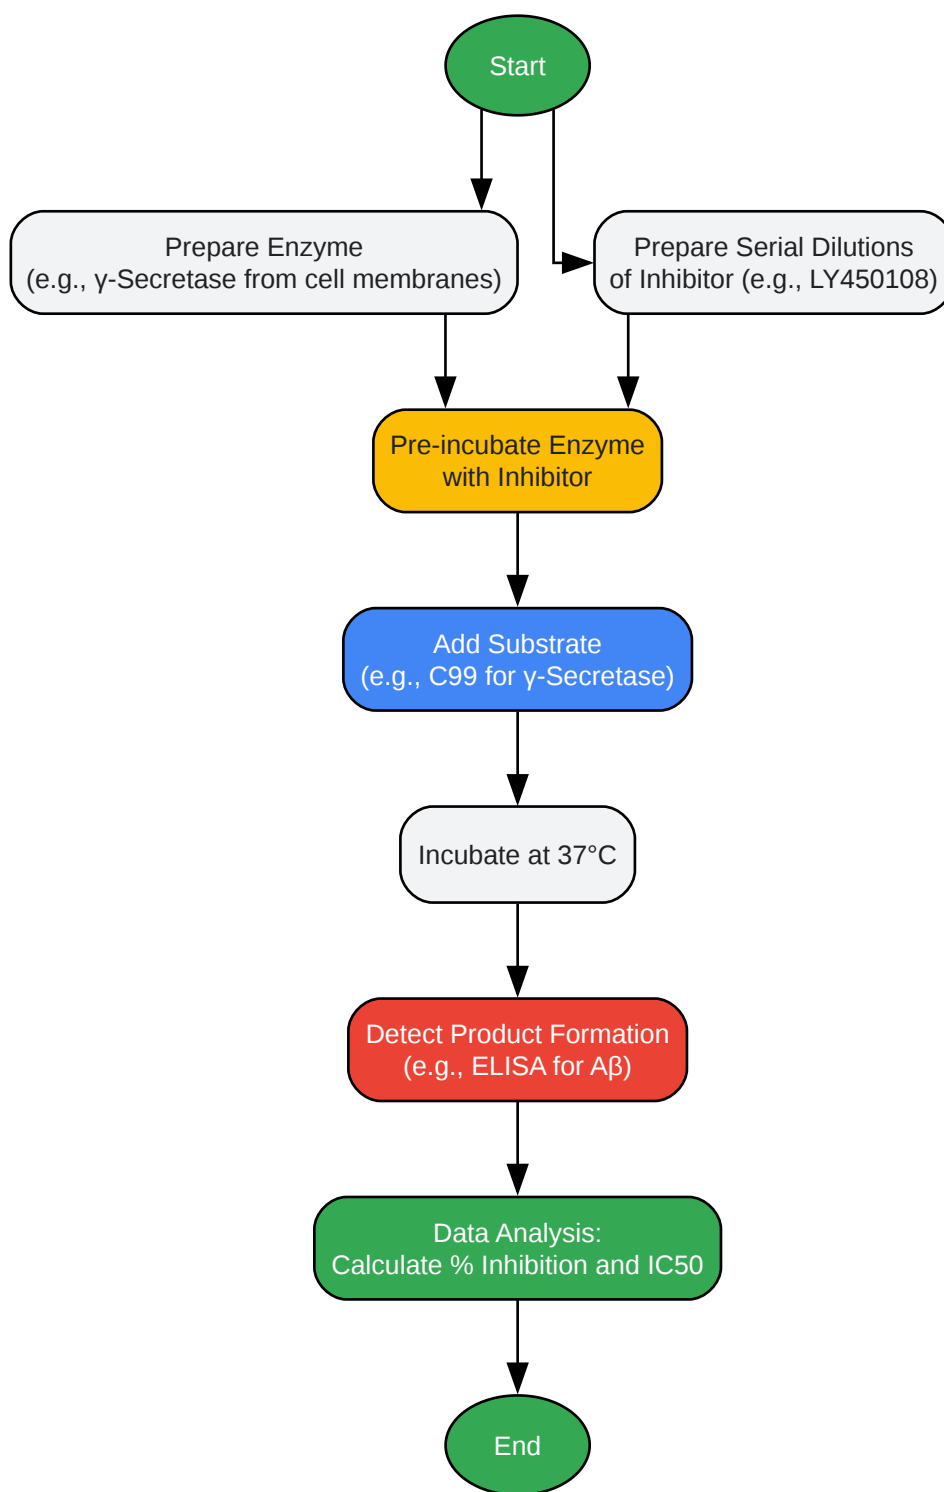 Start
Prepare Enzyme
(e.g., γ-Secretase from cell membranes)
Prepare Serial Dilutions
of Inhibitor (e.g., LY450108)
Pre-incubate Enzyme
with Inhibitor
Add Substrate
(e.g., C99 for γ-Secretase)
Incubate at 37°C
Detect Product Formation
(e.g., ELISA for Aβ)
Data Analysis:
Calculate % Inhibition and IC50
End